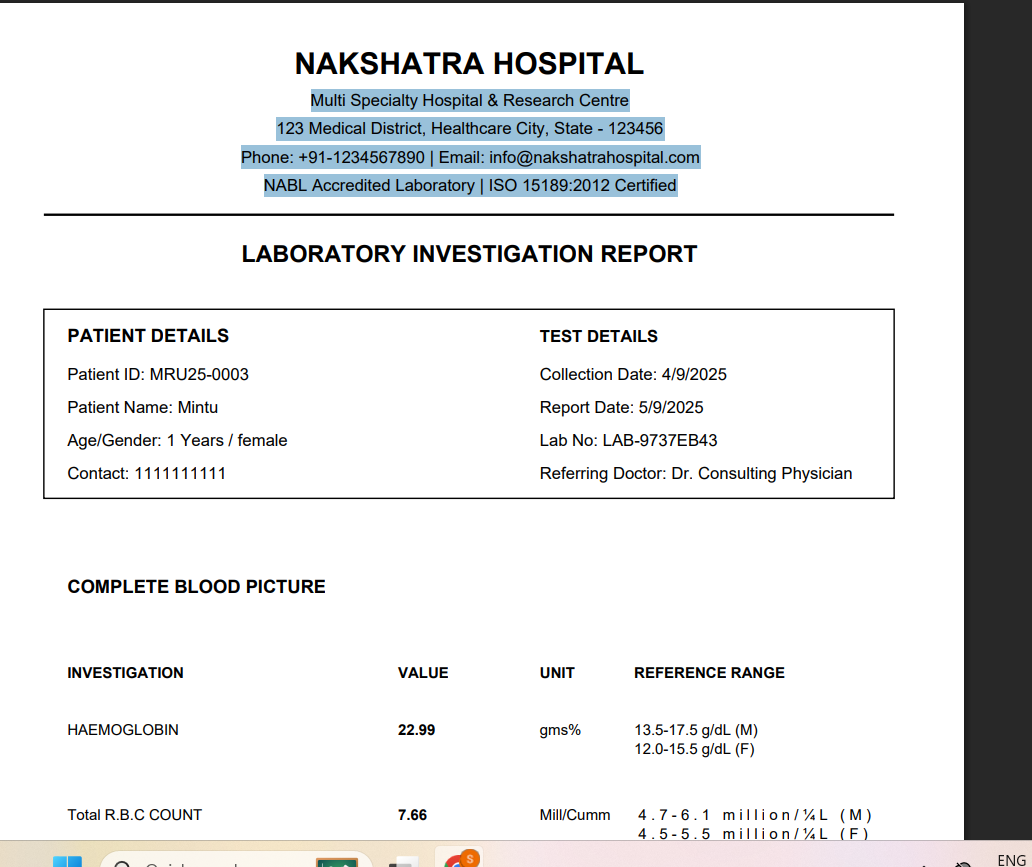 NAKSHATRA HOSPITAL
Multi Specialty Hospital & Research Centre
123 Medical District, Healthcare City, State - 123456
Phone: +91-1234567890 | Email: info@nakshatrahospital.com
NABL Accredited Laboratory | ISO 15189:2012 Certified
LABORATORY INVESTIGATION REPORT
PATIENT DETAILS
Patient ID: MRU25-0003
Patient Name: Mintu
Age/Gender: 1 Years / female
Contact: 1111111111
TEST DETAILS
Collection Date: 4/9/2025
Report Date: 5/9/2025
Lab No: LAB-9737EB43
Referring Doctor: Dr. Consulting Physician
COMPLETE BLOOD PICTURE
INVESTIGATION VALUE UNIT REFERENCE RANGE
HAEMOGLOBIN 22.99 gms% 13.5-17.5 g/dL (M)
12.0-15.5 g/dL (F)
Total R.B.C COUNT 7.66 Mill/Cumm 4.7-6.1 million/¼L (M)
4.5-5.5 million/¼L (F)
S
ENG